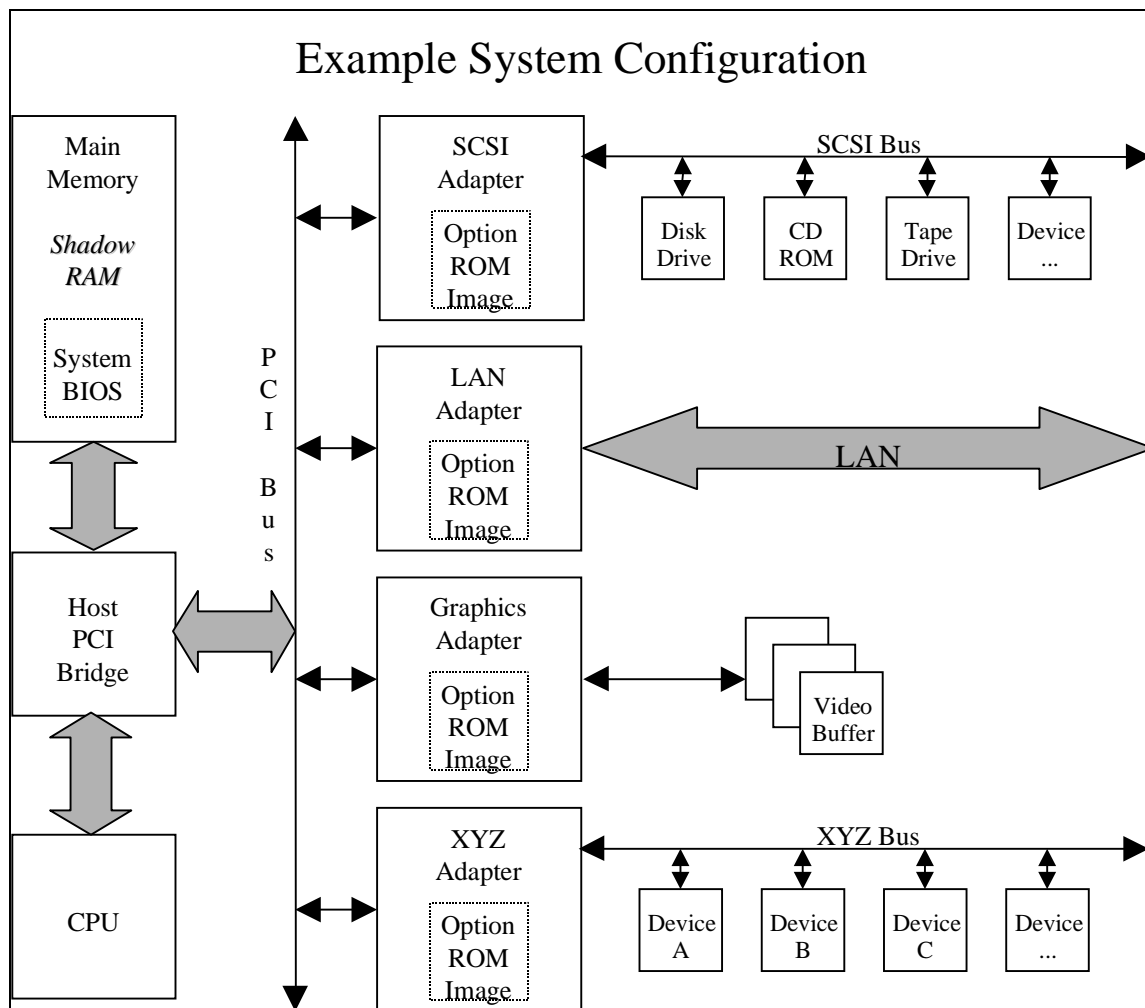 Example System Configuration
Main
Memory
Shadow
RAM
System
BIOS
Host
PCI
Bridge
CPU
P
C
I
B
u
s
SCSI
Adapter
Option
ROM
Image
SCSI Bus
Disk
Drive
CD
ROM
Tape
Drive
Device
...
LAN
Adapter
Option
ROM
Image
LAN
Graphics
Adapter
Option
ROM
Image
Video
Buffer
XYZ
Adapter
Option
ROM
Image
XYZ Bus
Device
A
Device
B
Device
C
Device
...